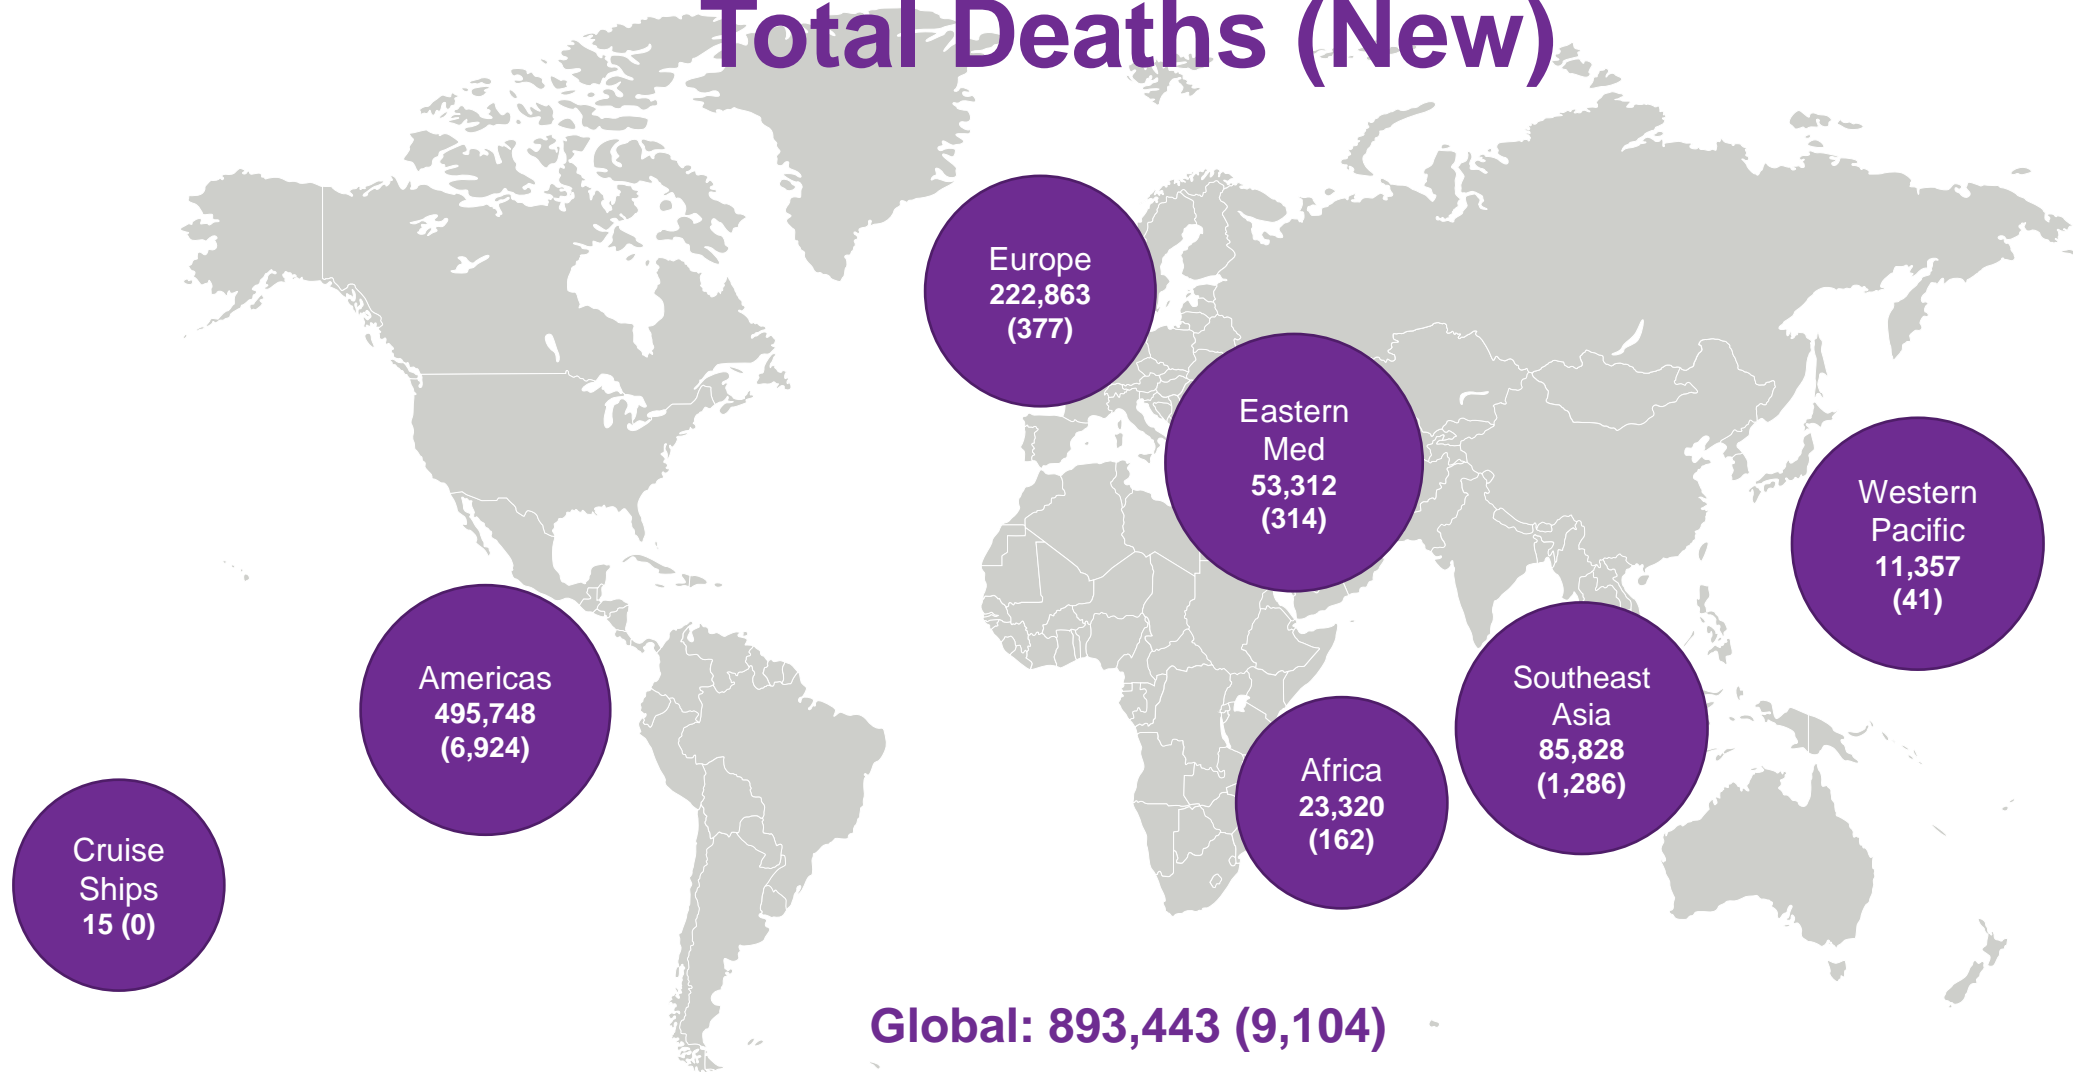 Total Deaths (New)
Europe
222,863
(377)
Eastern
Med
53,312
(314)
Western
Pacific
11,357
(41)
Americas
495,748
(6,924)
Southeast
Asia
85,828
(1,286)
Africa
23,320
(162)
Cruise
Ships
15 (0)
Global: 893,443 (9,104)